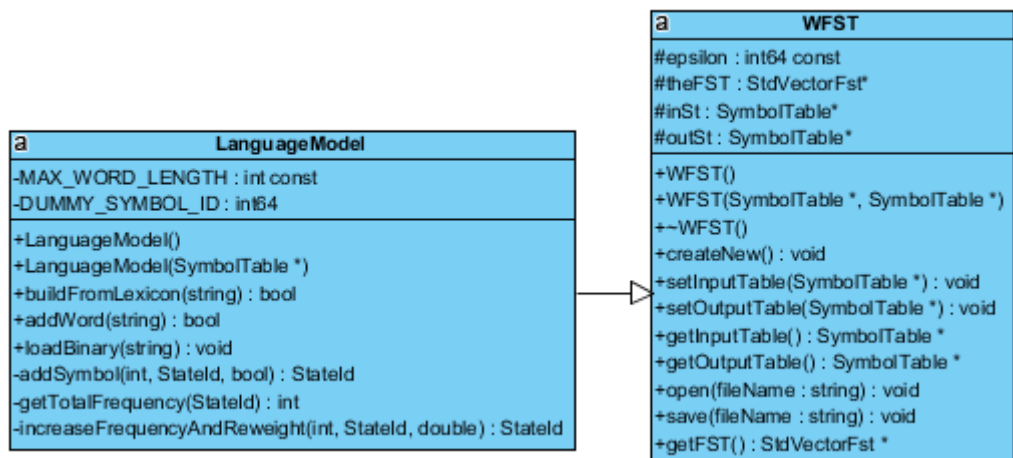 a LanguageModel
-MAX_WORD_LENGTH : int const
-DUMMY_SYMBOL_ID : int64
+LanguageModel()
+LanguageModel(SymbolTable *)
+buildFromLexicon(string) : bool
+addWord(string) : bool
+loadBinary(string) : void
-addSymbol(int, StateId, bool) : StateId
-getTotalFrequency(StateId) : int
-increaseFrequencyAndReweight(int, StateId, double) : StateId
a WFST
#epsilon : int64 const
#theFST : StdVectorFst*
#inSt : SymbolTable*
#outSt : SymbolTable*
+WFST()
+WFST(SymbolTable *, SymbolTable *)
+~WFST()
+createNew() : void
+setInputTable(SymbolTable *) : void
+setOutputTable(SymbolTable *) : void
+getInputTable() : SymbolTable *
+getOutputTable() : SymbolTable *
+open(fileName : string) : void
+save(fileName : string) : void
+getFST() : StdVectorFst *